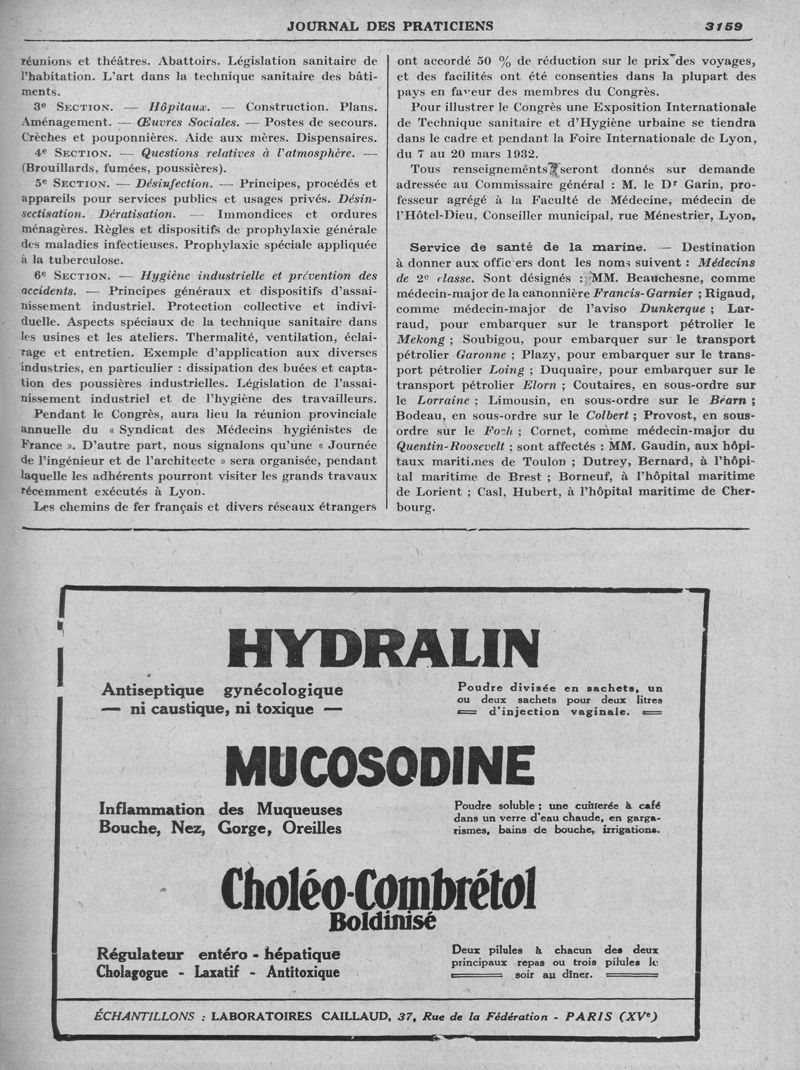 JOURNAL DES PRATICIENS
3159
réunions et théâtres. Abattoirs. Législation sanitaire de
l'habitation. L'art dans la technique sanitaire des bâti-
ments.
3e SECTION. — Hôpitaux. — Construction. Plans.
Aménagement. — Œuvres Sociales. — Postes de secours.
Crèches et pouponnières. Aide aux mères. Dispensaires.
4e SECTION. — Questions relatives à l'atmosphère. —
(Brouillards, fumées, poussières).
5e SECTION. — Désinfection. — Principes, procédés et
appareils pour services publics et usages privés. Désin-
sectisation. Dératisation. — Immondices et ordures
ménagères. Règles et dispositifs de prophylaxie générale
des maladies infectieuses. Prophylaxie spéciale appliquée
à la tuberculose.
6e SECTION. — Hygiène industrielle et prévention des
accidents. — Principes généraux et dispositifs d'assai-
nissement industriel. Protection collective et indivi-
duelle. Aspects spéciaux de la technique sanitaire dans
les usines et les ateliers. Thermalité, ventilation, éclai-
rage et entretien. Exemple d'application aux diverses
industries, en particulier : dissipation des buées et capta-
tion des poussières industrielles. Législation de l'assai-
nissement industriel et de l'hygiène des travailleurs.
Pendant le Congrès, aura lieu la réunion provinciale
annuelle du « Syndicat des Médecins hygiénistes de
France ». D'autre part, nous signalons qu'une « Journée
de l'ingénieur et de l'architecte » sera organisée, pendant
laquelle les adhérents pourront visiter les grands travaux
récemment exécutés à Lyon.
Les chemins de fer français et divers réseaux étrangers
ont accordé 50 % de réduction sur le prix des voyages,
et des facilités ont été consenties dans la plupart des
pays en faveur des membres du Congrès.
Pour illustrer le Congrès une Exposition Internationale
de Technique sanitaire et d'Hygiène urbaine se tiendra
dans le cadre et pendant la Foire Internationale de Lyon,
du 7 au 20 mars 1932.
Tous renseignements seront donnés sur demande
adressée au Commissaire général : M. le Dr Garin, pro-
fesseur agrégé à la Faculté de Médecine, médecin de
l'Hôtel-Dieu, Conseiller municipal, rue Ménestrier, Lyon.
Service de santé de la marine. — Destination
à donner aux officiers dont les noms suivent : Médecins
de 2e classe. Sont désignés : MM. Beauchesne, comme
médecin-major de la canonnière Francis-Garnier ; Rigaud,
comme médecin-major de l'aviso Dunkerque ; Lar-
raud, pour embarquer sur le transport pétrolier le
Mekong ; Soubigou, pour embarquer sur le transport
pétrolier Garonne ; Plazy, pour embarquer sur le trans-
port pétrolier Loing ; Duquaire, pour embarquer sur le
transport pétrolier Elorn ; Coutaires, en sous-ordre sur
le Lorraine ; Limousin, en sous-ordre sur le Béarn ;
Bodeau, en sous-ordre sur le Colbert ; Provost, en sous-
ordre sur le Foch ; Cornet, comme médecin-major du
Quentin-Roosevelt ; sont affectés : MM. Gaudin, aux hôpi-
taux maritimes de Toulon ; Dutrey, Bernard, à l'hôpi-
tal maritime de Brest ; Borneuf, à l'hôpital maritime
de Lorient ; Casl, Hubert, à l'hôpital maritime de Cher-
bourg.
HYDRALIN
Antiseptique gynécologique
— ni caustique, ni toxique —
Poudre divisée en sachets, un
ou deux sachets pour deux litres
d'injection vaginale.
MUCOSODINE
Inflammation des Muqueuses
Bouche, Nez, Gorge, Oreilles
Poudre soluble ; une cuillerée à café
dans un verre d'eau chaude, en garga-
rismes, bains de bouche, irrigations.
Choléo-Combrétol
Boldinisé
Régulateur entéro-hépatique
Cholagogue - Laxatif - Antitoxique
Deux pilules à chacun des deux
principaux repas ou trois pilules le
soir au dîner.
ÉCHANTILLONS : LABORATOIRES CAILLAUD, 37, Rue de la Fédération - PARIS (XVe)